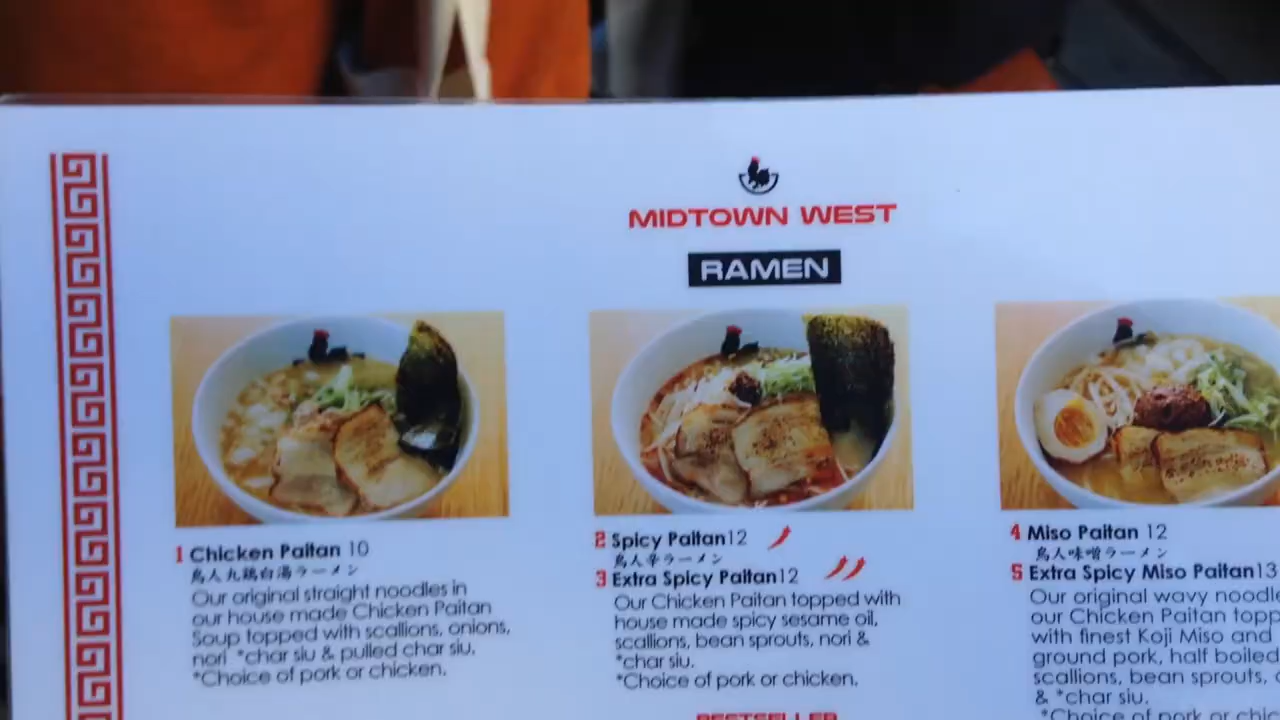 MIDTOWN WEST
RAMEN
1 Chicken Paitan 10
鳥人丸鶏白湯ラーメン
Our original straight noodles in
our house made Chicken Paitan
Soup topped with scallions, onions,
nori *char siu & pulled char siu.
*Choice of pork or chicken.
2 Spicy Paitan12
鳥人辛ラーメン
3 Extra Spicy Paitan12
Our Chicken Paitan topped with
house made spicy sesame oil,
scallions, bean sprouts, nori &
*char siu.
*Choice of pork or chicken.
BESTSELLER
4 Miso Paitan 12
鳥人味噌ラーメン
5 Extra Spicy Miso Paitan13
Our original wavy
our Chicken Paitan
with finest Koji Miso and
ground pork, half boiled
scallions, bean sprouts,
& *char siu.
*Choice of pork or